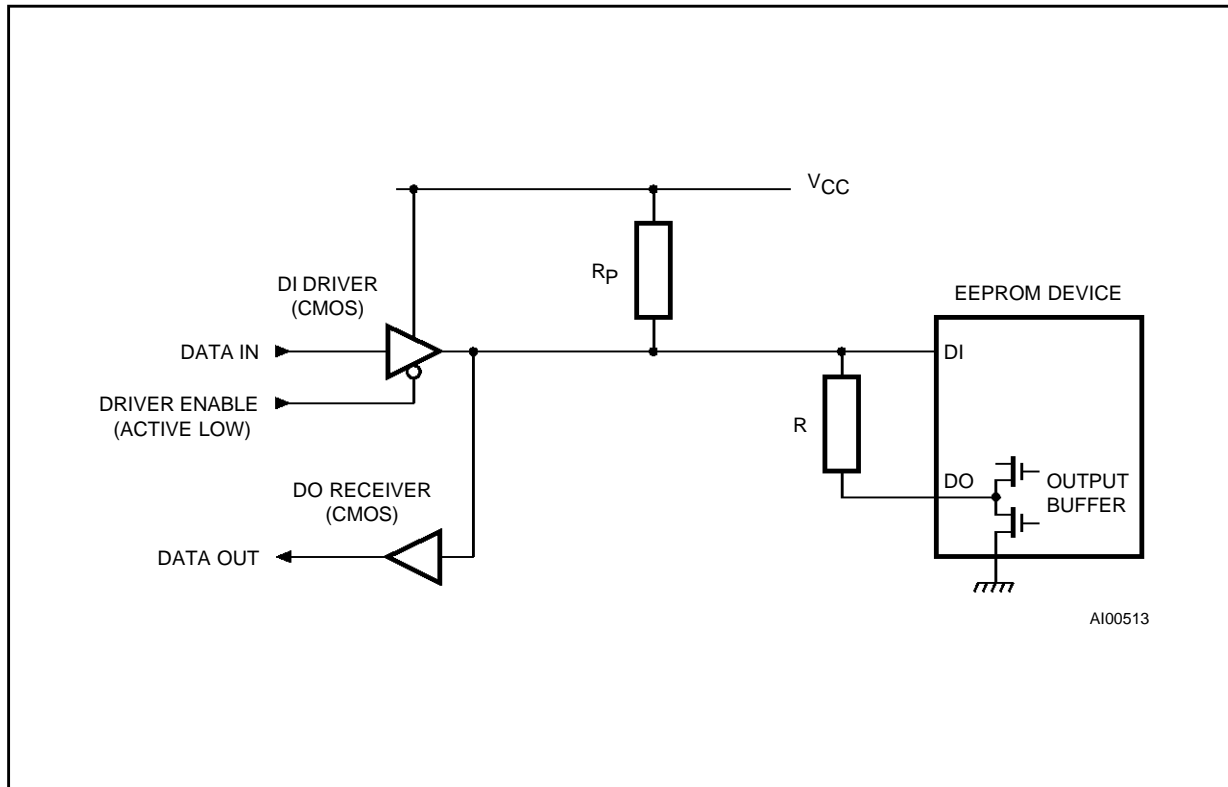 VCC
RP
DI DRIVER
(CMOS)
EEPROM DEVICE
DATA IN
DI
DRIVER ENABLE
(ACTIVE LOW)
R
DO
OUTPUT
BUFFER
DO RECEIVER
(CMOS)
DATA OUT
AI00513